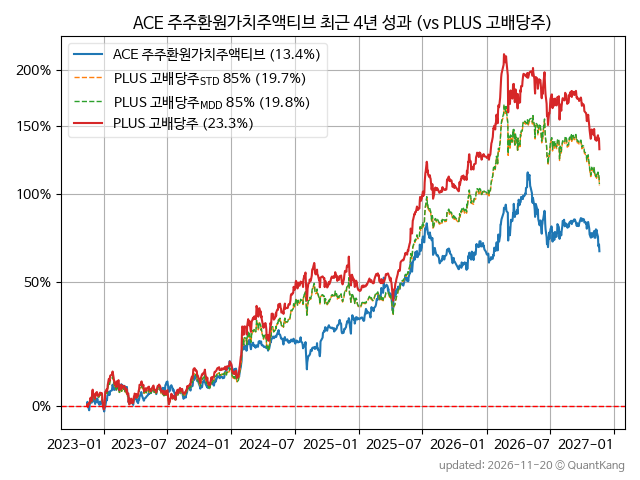 ACE 주주환원가치주액티브 최근 4년 성과 (vs PLUS 고배당주)
ACE 주주환원가치주액티브 (13.4%)
PLUS 고배당주STD 85% (19.7%)
PLUS 고배당주MDD 85% (19.8%)
PLUS 고배당주 (23.3%)
200%
150%
100%
50%
0%
2023-01 2023-07 2024-01 2024-07 2025-01 2025-07 2026-01 2026-07 2027-01
updated: 2026-11-20 © QuantKang